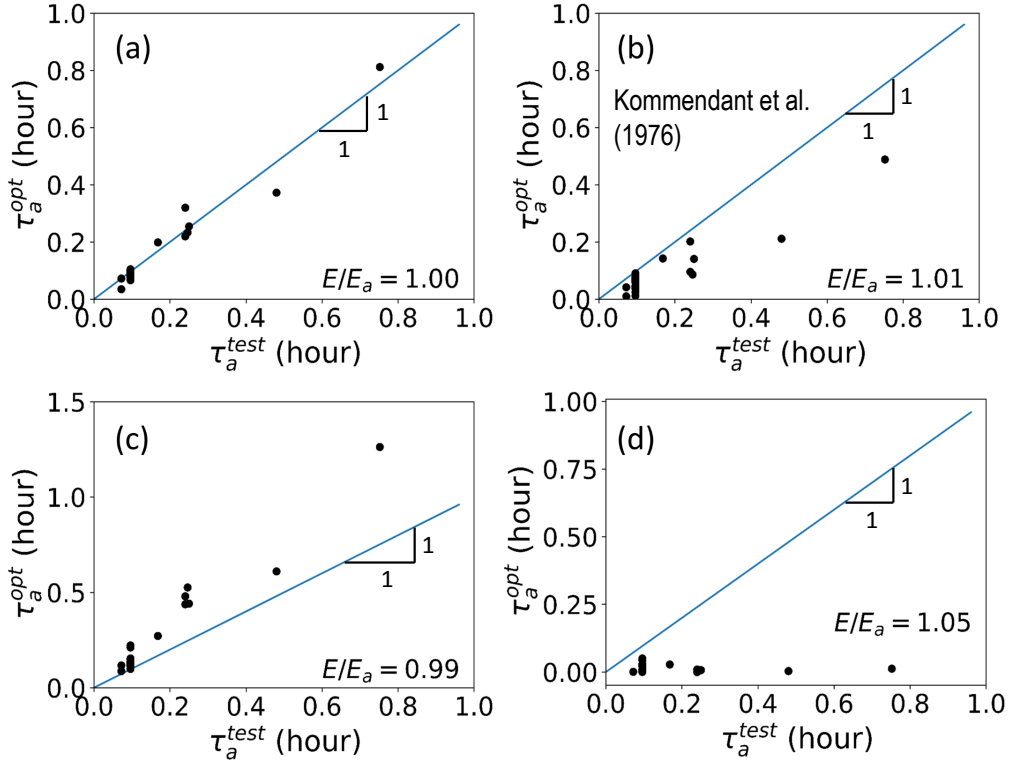 (a)
τ_a^opt (hour)
1.0
0.8
0.6
0.4
0.2
0.0
1
1
E/E_a = 1.00
0.0 0.2 0.4 0.6 0.8 1.0
τ_a^test (hour)
(b)
Kommendant et al.
(1976)
τ_a^opt (hour)
1.0
0.8
0.6
0.4
0.2
0.0
1
1
E/E_a = 1.01
0.0 0.2 0.4 0.6 0.8 1.0
τ_a^test (hour)
(c)
τ_a^opt (hour)
1.5
1.0
0.5
0.0
1
1
E/E_a = 0.99
0.0 0.2 0.4 0.6 0.8 1.0
τ_a^test (hour)
(d)
τ_a^opt (hour)
1.00
0.75
0.50
0.25
0.00
1
1
E/E_a = 1.05
0.0 0.2 0.4 0.6 0.8 1.0
τ_a^test (hour)